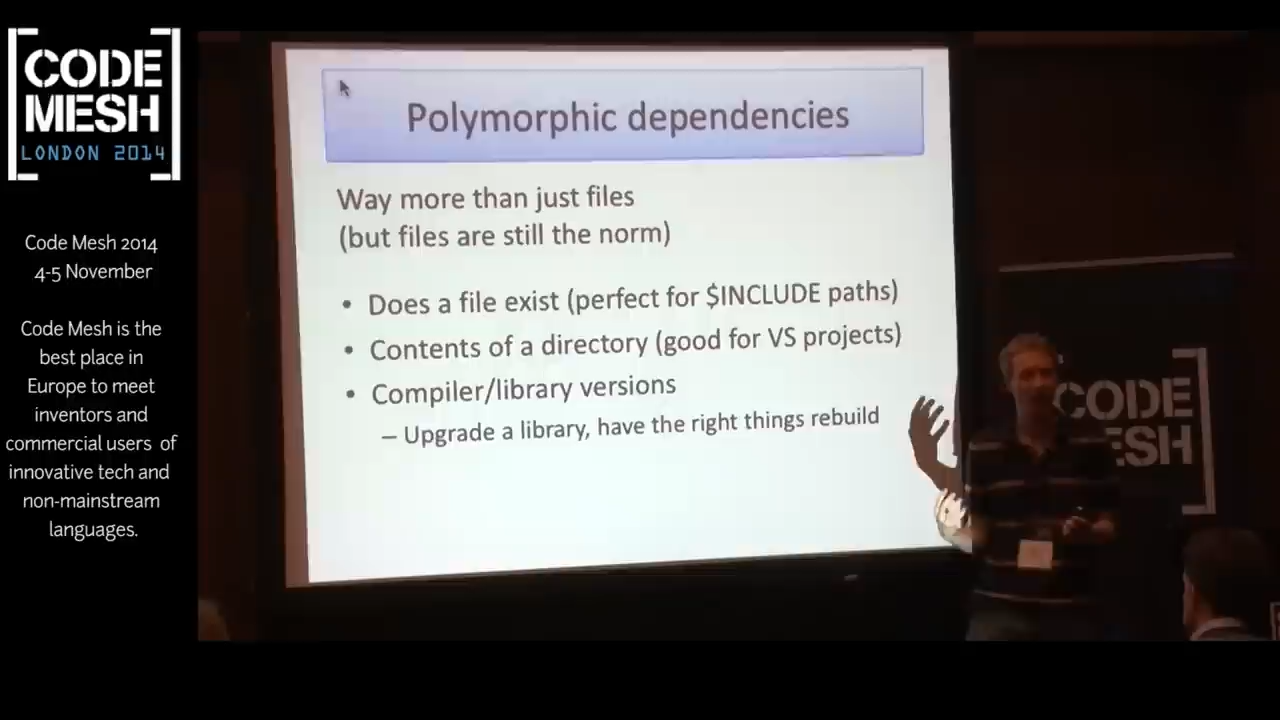 CODE
MESH
LONDON 2014
Code Mesh 2014
4-5 November
Code Mesh is the
best place in
Europe to meet
inventors and
commercial users of
innovative tech and
non-mainstream
languages.
Polymorphic dependencies
Way more than just files
(but files are still the norm)
• Does a file exist (perfect for $INCLUDE paths)
• Contents of a directory (good for VS projects)
• Compiler/library versions
– Upgrade a library, have the right things rebuild
CODE
MESH